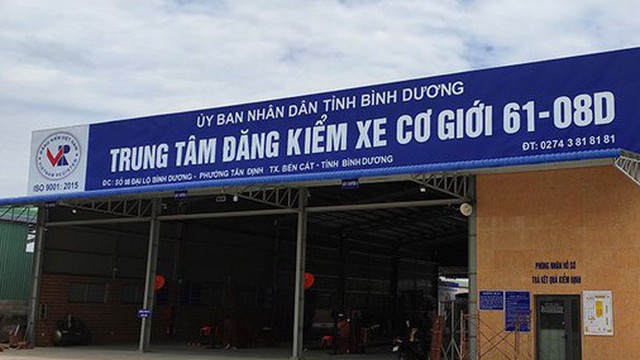 ỦY BAN NHÂN DÂN TỈNH BÌNH DƯƠNG
TRUNG TÂM ĐĂNG KIỂM XE CƠ GIỚI 61-08D
ĐC: SỐ 08 ĐẠI LỘ BÌNH DƯƠNG - PHƯỜNG TÂN ĐỊNH TX. BẾN CÁT - TỈNH BÌNH DƯƠNG
ĐT: 0274 3 81 81 81
VR
ISO 9001: 2015
PHÒNG NHẬN HỒ SƠ
TRẢ KẾT QUẢ KIỂM ĐỊNH